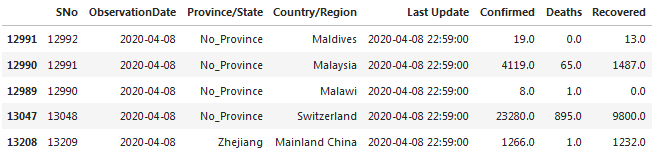 SNo ObservationDate Province/State Country/Region Last Update Confirmed Deaths Recovered
12991 12992 2020-04-08 No_Province Maldives 2020-04-08 22:59:00 19.0 0.0 13.0
12990 12991 2020-04-08 No_Province Malaysia 2020-04-08 22:59:00 4119.0 65.0 1487.0
12989 12990 2020-04-08 No_Province Malawi 2020-04-08 22:59:00 8.0 1.0 0.0
13047 13048 2020-04-08 No_Province Switzerland 2020-04-08 22:59:00 23280.0 895.0 9800.0
13208 13209 2020-04-08 Zhejiang Mainland China 2020-04-08 22:59:00 1266.0 1.0 1232.0